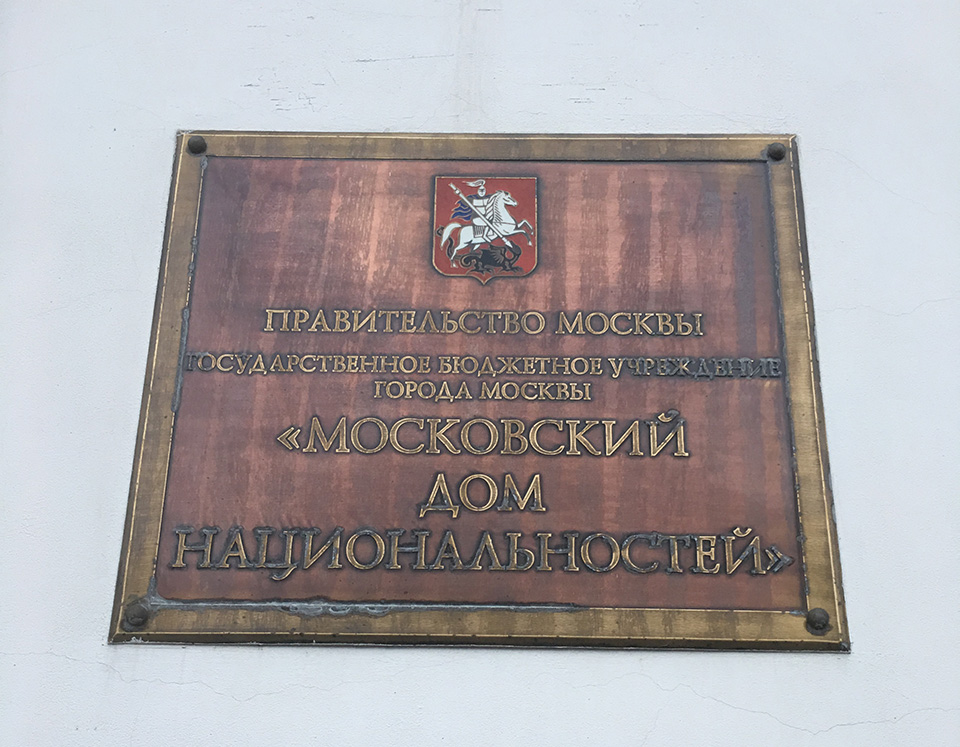 ПРАВИТЕЛЬСТВО МОСКВЫ
ГОСУДАРСТВЕННОЕ БЮДЖЕТНОЕ УЧРЕЖДЕНИЕ
ГОРОДА МОСКВЫ
«МОСКОВСКИЙ
ДОМ
НАЦИОНАЛЬНОСТЕЙ»